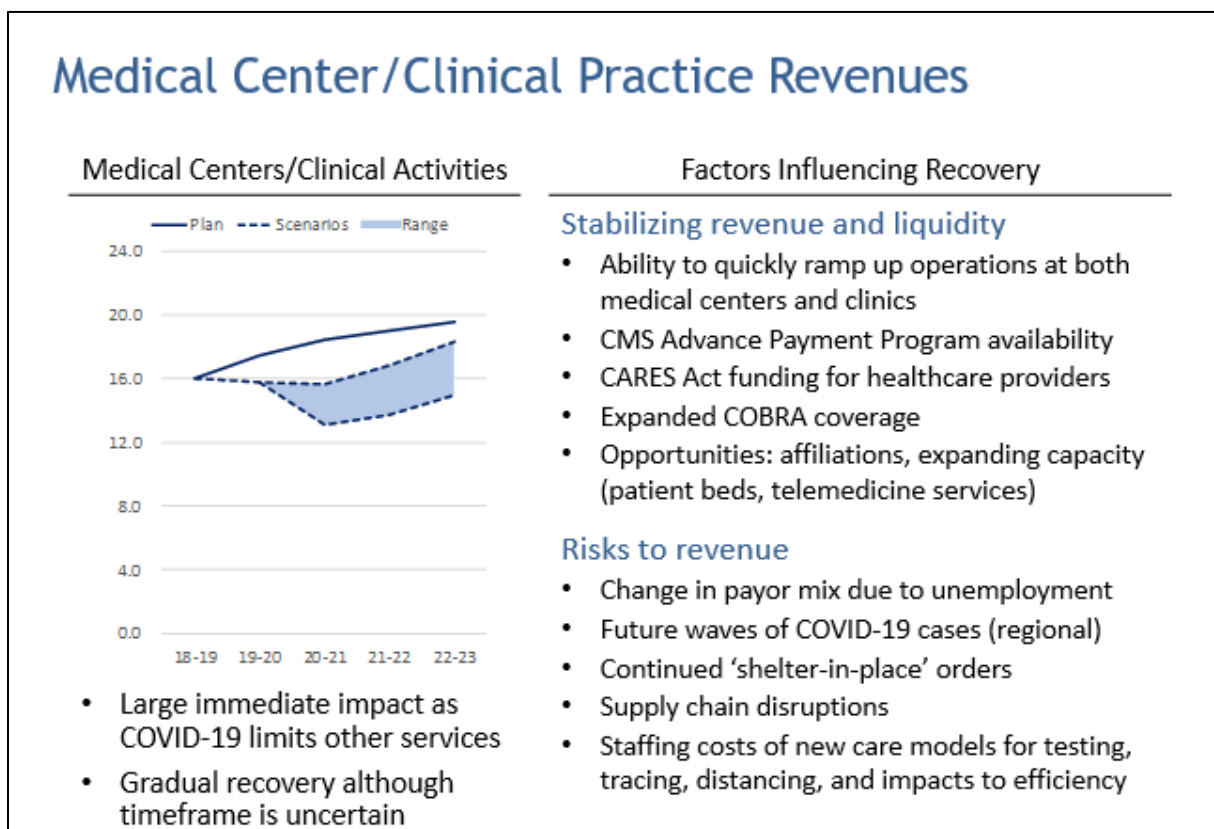 Medical Center/Clinical Practice Revenues
Medical Centers/Clinical Activities
Plan
Scenarios
Range
24.0
20.0
16.0
12.0
8.0
4.0
0.0
18-19
19-20
20-21
21-22
22-23
• Large immediate impact as
COVID-19 limits other services
• Gradual recovery although
timeframe is uncertain
Factors Influencing Recovery
Stabilizing revenue and liquidity
• Ability to quickly ramp up operations at both
medical centers and clinics
• CMS Advance Payment Program availability
• CARES Act funding for healthcare providers
• Expanded COBRA coverage
• Opportunities: affiliations, expanding capacity
(patient beds, telemedicine services)
Risks to revenue
• Change in payor mix due to unemployment
• Future waves of COVID-19 cases (regional)
• Continued ‘shelter-in-place’ orders
• Supply chain disruptions
• Staffing costs of new care models for testing,
tracing, distancing, and impacts to efficiency